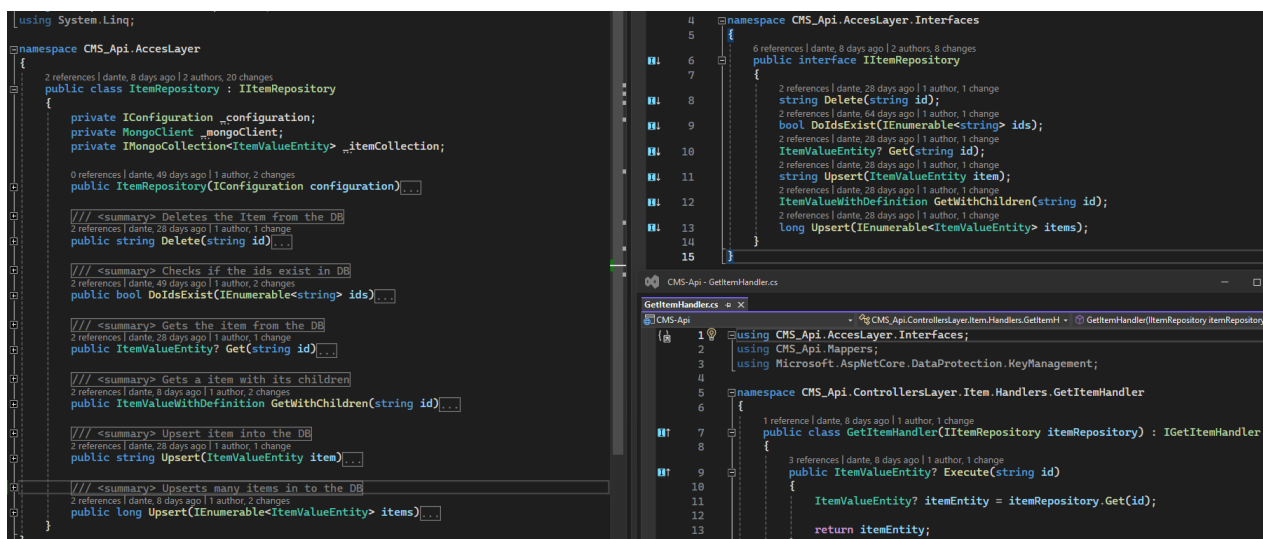 using System.Linq;
namespace CMS_Api.AccesLayer
{
2 references | dante, 8 days ago | 2 authors, 20 changes
public class ItemRepository : IItemRepository
{
private IConfiguration _configuration;
private MongoClient _mongoClient;
private IMongoCollection<ItemValueEntity> _itemCollection;
0 references | dante, 49 days ago | 1 author, 2 changes
public ItemRepository(IConfiguration configuration)...
/// <summary> Deletes the Item from the DB
2 references | dante, 28 days ago | 1 author, 1 change
public string Delete(string id)...
/// <summary> Checks if the ids exist in DB
2 references | dante, 49 days ago | 1 author, 2 changes
public bool DoIdsExist(IEnumerable<string> ids)...
/// <summary> Gets the item from the DB
2 references | dante, 28 days ago | 1 author, 1 change
public ItemValueEntity? Get(string id)...
/// <summary> Gets a item with its children
2 references | dante, 8 days ago | 1 author, 2 changes
public ItemValueWithDefinition GetWithChildren(string id)...
/// <summary> Upsert item into the DB
2 references | dante, 28 days ago | 1 author, 1 change
public string Upsert(ItemValueEntity item)...
/// <summary> Upserts many items in to the DB
2 references | dante, 8 days ago | 1 author, 2 changes
public long Upsert(IEnumerable<ItemValueEntity> items)...
}
4 namespace CMS_Api.AccesLayer.Interfaces
5 {
6 references | dante, 8 days ago | 2 authors, 8 changes
6 public interface IItemRepository
7 {
2 references | dante, 28 days ago | 1 author, 1 change
8 string Delete(string id);
2 references | dante, 64 days ago | 1 author, 1 change
9 bool DoIdsExist(IEnumerable<string> ids);
2 references | dante, 28 days ago | 1 author, 1 change
10 ItemValueEntity? Get(string id);
2 references | dante, 28 days ago | 1 author, 1 change
11 string Upsert(ItemValueEntity item);
2 references | dante, 28 days ago | 1 author, 1 change
12 ItemValueWithDefinition GetWithChildren(string id);
2 references | dante, 28 days ago | 1 author, 1 change
13 long Upsert(IEnumerable<ItemValueEntity> items);
14 }
15 }
CMS-Api - GetItemHandler.cs
GetItemHandler.cs
CMS-Api CMS_Api.ControllersLayer.Item.Handlers.GetItemH GetItemHandler(IItemRepository itemRepository
1 using CMS_Api.AccesLayer.Interfaces;
2 using CMS_Api.Mappers;
3 using Microsoft.AspNetCore.DataProtection.KeyManagement;
4
5 namespace CMS_Api.ControllersLayer.Item.Handlers.GetItemHandler
6 {
1 reference | dante, 8 days ago | 1 author, 1 change
7 public class GetItemHandler(IItemRepository itemRepository) : IGetItemHandler
8 {
3 references | dante, 8 days ago | 1 author, 1 change
9 public ItemValueEntity? Execute(string id)
10 {
11 ItemValueEntity? itemEntity = itemRepository.Get(id);
12
13 return itemEntity;